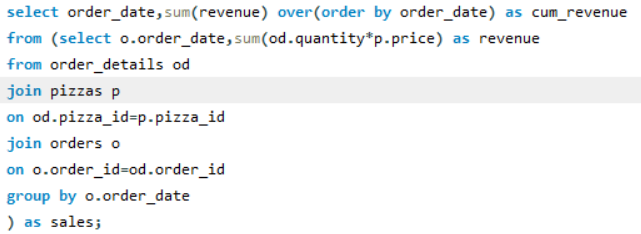 select order_date,sum(revenue) over(order by order_date) as cum_revenue
from (select o.order_date,sum(od.quantity*p.price) as revenue
from order_details od
join pizzas p
on od.pizza_id=p.pizza_id
join orders o
on o.order_id=od.order_id
group by o.order_date
) as sales;